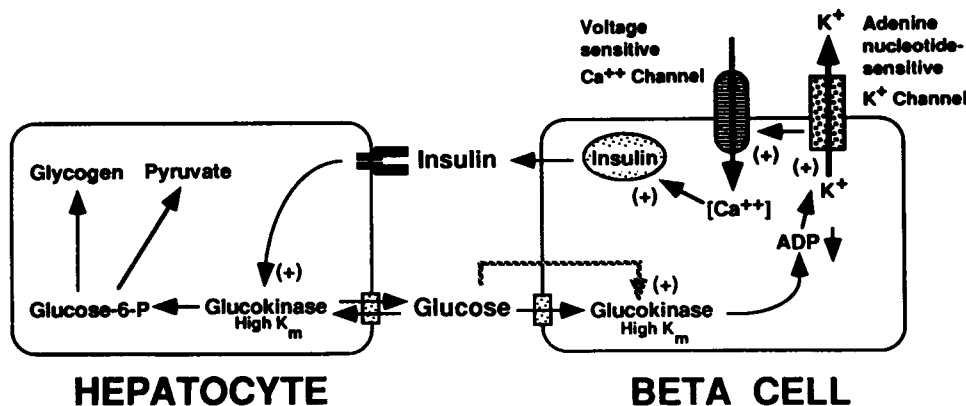 Voltage
sensitive
Ca++ Channel
K+
Adenine
nucleotide-
sensitive
K+ Channel
Glycogen
Pyruvate
Insulin
Insulin
(+)
(+)
(+)
K+
[Ca++]
ADP
(+)
(+)
Glucose-6-P
Glucokinase
High Km
Glucose
Glucokinase
High Km
HEPATOCYTE
BETA CELL